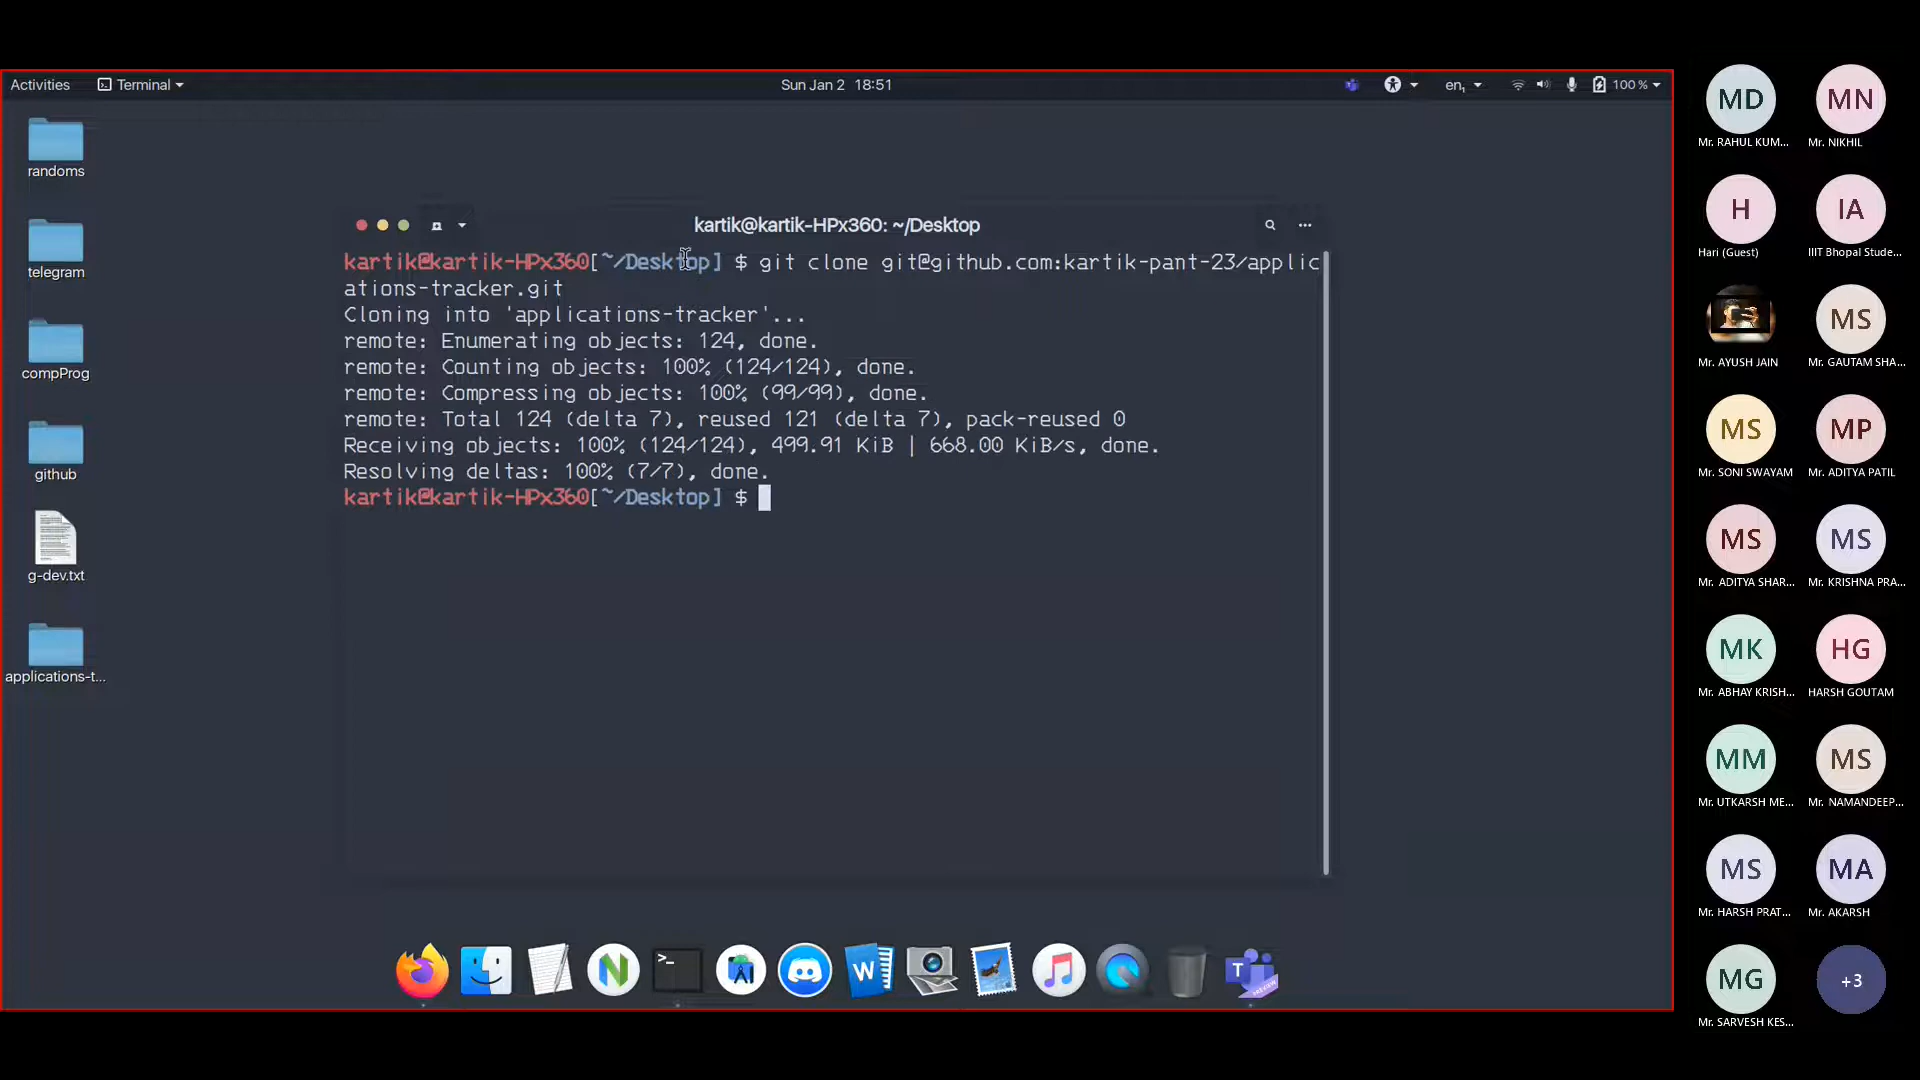 Activities
Terminal
Sun Jan 2 18:51
en₁
100 %
randoms
telegram
compProg
github
g-dev.txt
applications-t...
kartik@kartik-HPx360: ~/Desktop
kartik@kartik-HPx360[~/Desktop] $ git clone git@github.com:kartik-pant-23/applic
ations-tracker.git
Cloning into 'applications-tracker'...
remote: Enumerating objects: 124, done.
remote: Counting objects: 100% (124/124), done.
remote: Compressing objects: 100% (99/99), done.
remote: Total 124 (delta 7), reused 121 (delta 7), pack-reused 0
Receiving objects: 100% (124/124), 499.91 KiB | 668.00 KiB/s, done.
Resolving deltas: 100% (7/7), done.
kartik@kartik-HPx360[~/Desktop] $
MD
Mr. RAHUL KUM...
MN
Mr. NIKHIL
H
Hari (Guest)
IA
IIIT Bhopal Stude...
Mr. AYUSH JAIN
MS
Mr. GAUTAM SHA...
MS
Mr. SONI SWAYAM
MP
Mr. ADITYA PATIL
MS
Mr. ADITYA SHAR...
MS
Mr. KRISHNA PRA...
MK
Mr. ABHAY KRISH...
HG
HARSH GOUTAM
MM
Mr. UTKARSH ME...
MS
Mr. NAMANDEEP...
MS
Mr. HARSH PRAT...
MA
Mr. AKARSH
MG
Mr. SARVESH KES...
+3